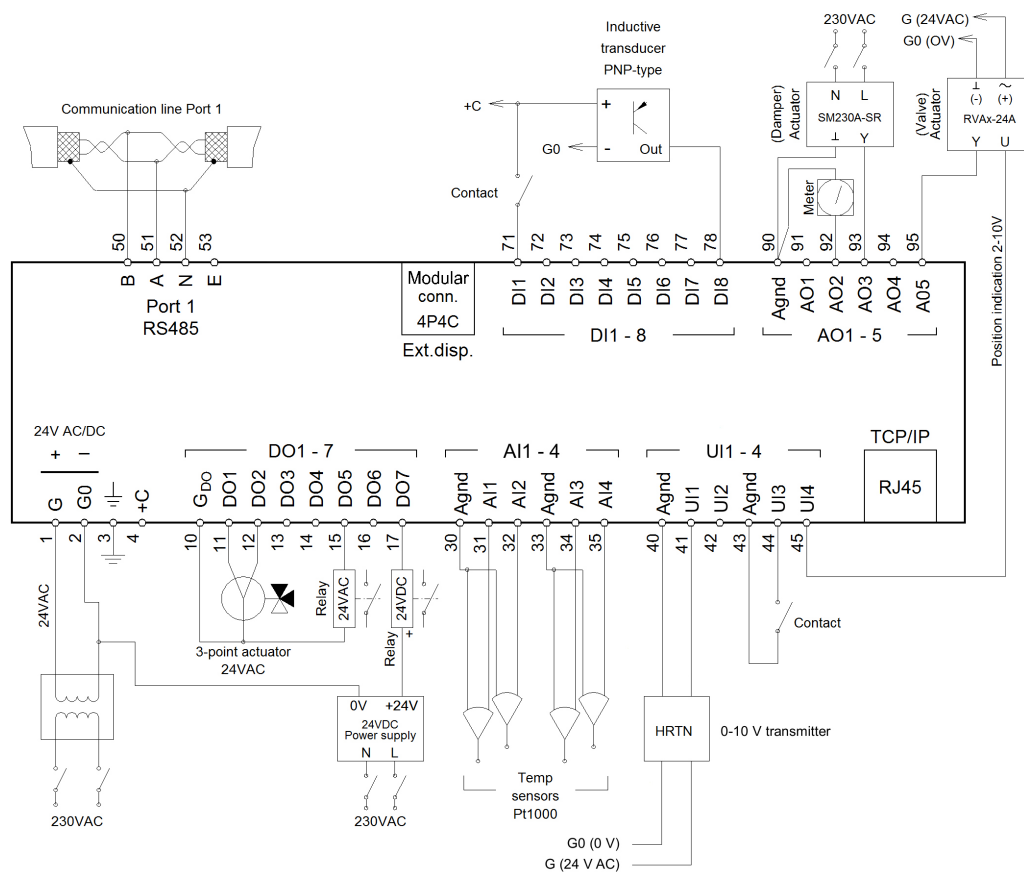 230VAC
G (24VAC)
G0 (OV)
Inductive
transducer
PNP-type
+C
+
G0
-
Out
Contact
N L
SM230A-SR
⊥ Y
(Damper)
Actuator
(Valve)
Actuator
⊥ ~
(-) (+)
RVAx-24A
Y U
Meter
Position indication 2-10V
Communication line Port 1
50 51 52 53
71 72 73 74 75 76 77 78
90 91 92 93 94 95
B A N E
Port 1
RS485
Modular
conn.
4P4C
Ext.disp.
DI1 DI2 DI3 DI4 DI5 DI6 DI7 DI8
DI1 - 8
Agnd AO1 AO2 AO3 AO4 A05
AO1 - 5
24V AC/DC
+ −
G G0 +C
DO1 - 7
GDO DO1 DO2 DO3 DO4 DO5 DO6 DO7
AI1 - 4
Agnd AI1 AI2 Agnd AI3 AI4
UI1 - 4
Agnd UI1 UI2 Agnd UI3 UI4
TCP/IP
RJ45
1 2 3 4
10 11 12 13 14 15 16 17
30 31 32 33 34 35
40 41 42 43 44 45
24VAC
3-point actuator
24VAC
Relay
24VAC
24VDC
Relay
+
0V +24V
24VDC
Power supply
N L
230VAC
230VAC
Temp
sensors
Pt1000
Contact
HRTN
0-10 V transmitter
G0 (0 V)
G (24 V AC)